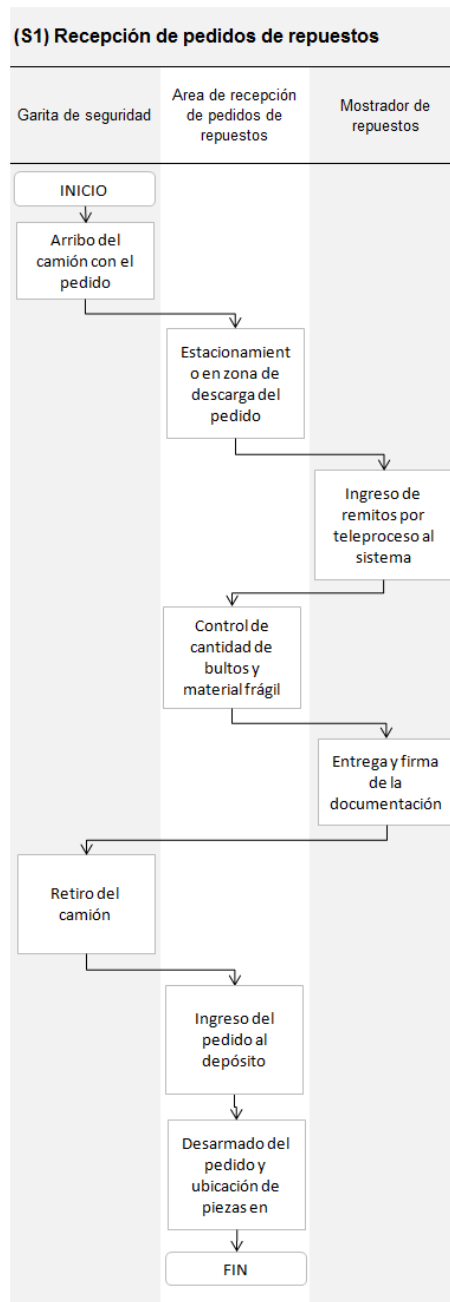 (S1) Recepción de pedidos de repuestos
Garita de seguridad
Area de recepción
de pedidos de
repuestos
Mostrador de
repuestos
INICIO
Arribo del
camión con el
pedido
Estacionamient
o en zona de
descarga del
pedido
Ingreso de
remitos por
teleproceso al
sistema
Control de
cantidad de
bultos y
material frágil
Entrega y firma
de la
documentación
Retiro del
camión
Ingreso del
pedido al
depósito
Desarmado del
pedido y
ubicación de
piezas en
FIN